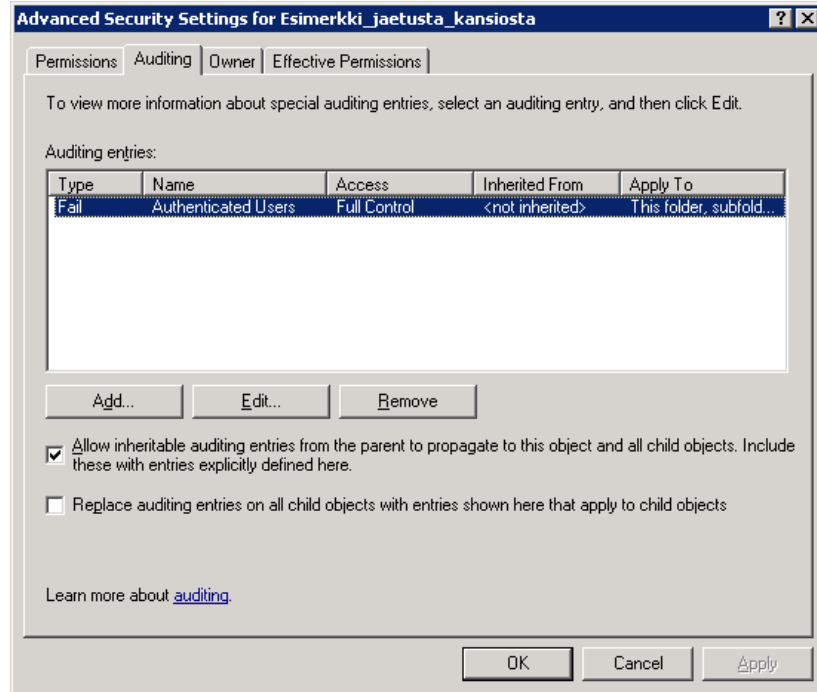 Advanced Security Settings for Esimerkki_jaetusta_kansiosta
Permissions Auditing Owner Effective Permissions
To view more information about special auditing entries, select an auditing entry, and then click Edit.
Auditing entries:
Type Name Access Inherited From Apply To
Fail Authenticated Users Full Control <not inherited> This folder, subfold...
Add... Edit... Remove
Allow inheritable auditing entries from the parent to propagate to this object and all child objects. Include
these with entries explicitly defined here.
Replace auditing entries on all child objects with entries shown here that apply to child objects
Learn more about auditing.
OK Cancel Apply